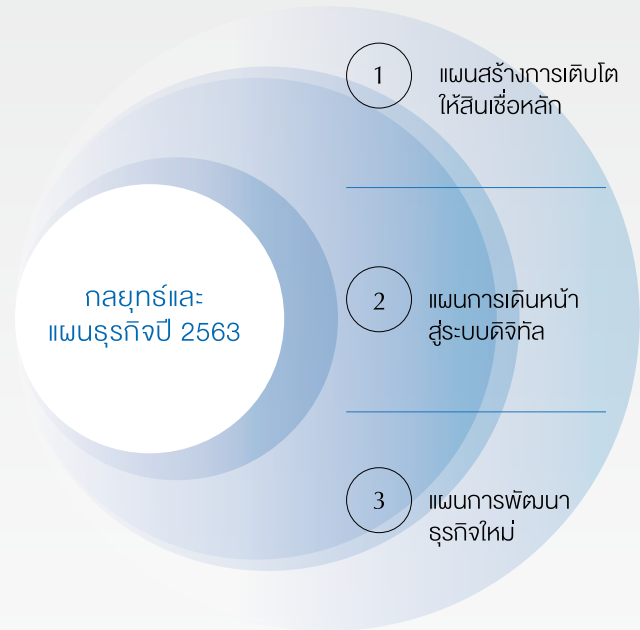 กลยุทธ์และ
แผนธุรกิจปี 2563
1
แผนสร้างการเติบโต
ให้สินเชื่อหลัก
2
แผนการเดินหน้า
สู่ระบบดิจิทัล
3
แผนการพัฒนา
ธุรกิจใหม่